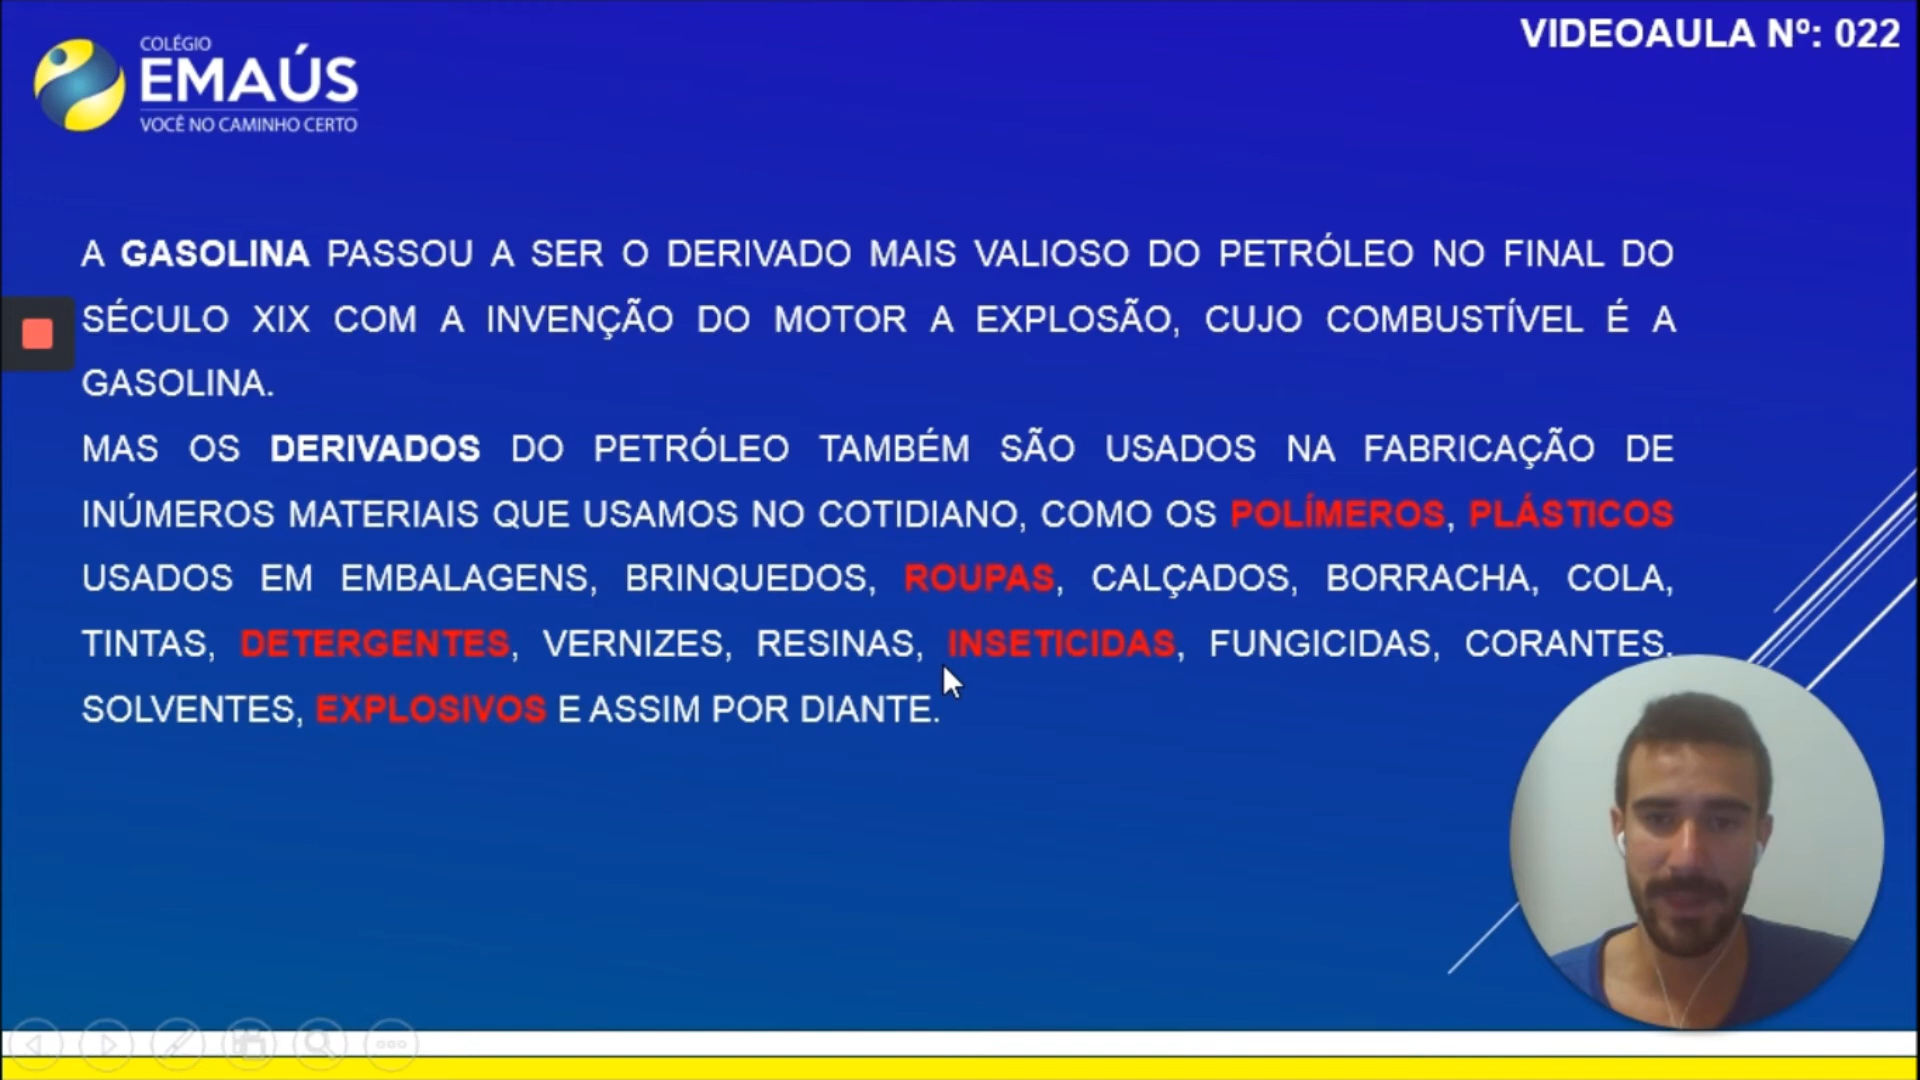 COLÉGIO
EMAÚS
VOCÊ NO CAMINHO CERTO
VIDEOAULA Nº: 022
A GASOLINA PASSOU A SER O DERIVADO MAIS VALIOSO DO PETRÓLEO NO FINAL DO
SÉCULO XIX COM A INVENÇÃO DO MOTOR A EXPLOSÃO, CUJO COMBUSTÍVEL É A
GASOLINA.
MAS OS DERIVADOS DO PETRÓLEO TAMBÉM SÃO USADOS NA FABRICAÇÃO DE
INÚMEROS MATERIAIS QUE USAMOS NO COTIDIANO, COMO OS POLÍMEROS, PLÁSTICOS
USADOS EM EMBALAGENS, BRINQUEDOS, ROUPAS, CALÇADOS, BORRACHA, COLA,
TINTAS, DETERGENTES, VERNIZES, RESINAS, INSETICIDAS, FUNGICIDAS, CORANTES,
SOLVENTES, EXPLOSIVOS E ASSIM POR DIANTE.